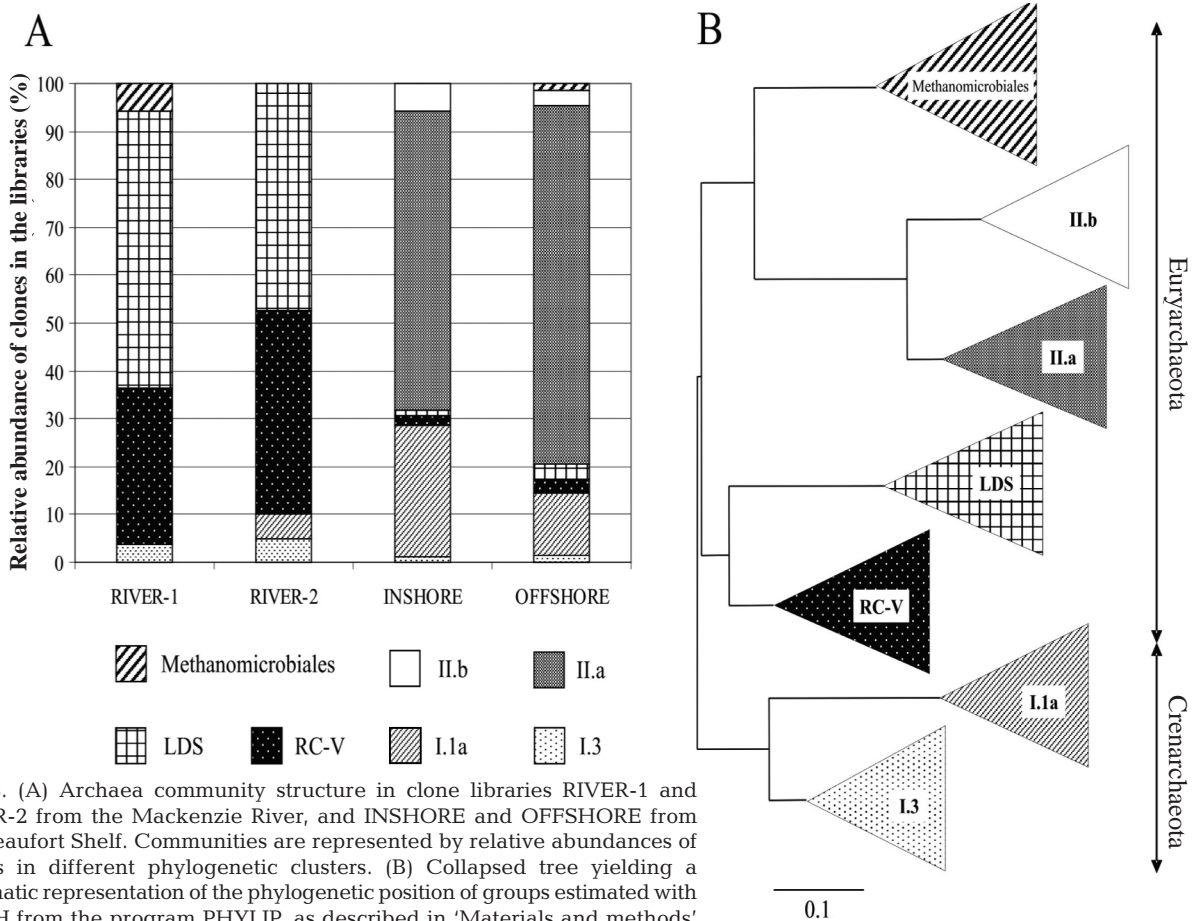 A
Relative abundance of clones in the libraries (%)
100
90
80
70
60
50
40
30
20
10
0
RIVER-1 RIVER-2 INSHORE OFFSHORE
Methanomicrobiales II.b II.a
LDS RC-V I.1a I.3
. (A) Archaea community structure in clone libraries RIVER-1 and
R-2 from the Mackenzie River, and INSHORE and OFFSHORE from
eaufort Shelf. Communities are represented by relative abundances of
s in different phylogenetic clusters. (B) Collapsed tree yielding a
matic representation of the phylogenetic position of groups estimated with
H from the program PHYLIP, as described in ‘Materials and methods’
B
Methanomicrobiales
II.b
II.a
LDS
RC-V
I.1a
I.3
Euryarchaeota
Crenarchaeota
0.1